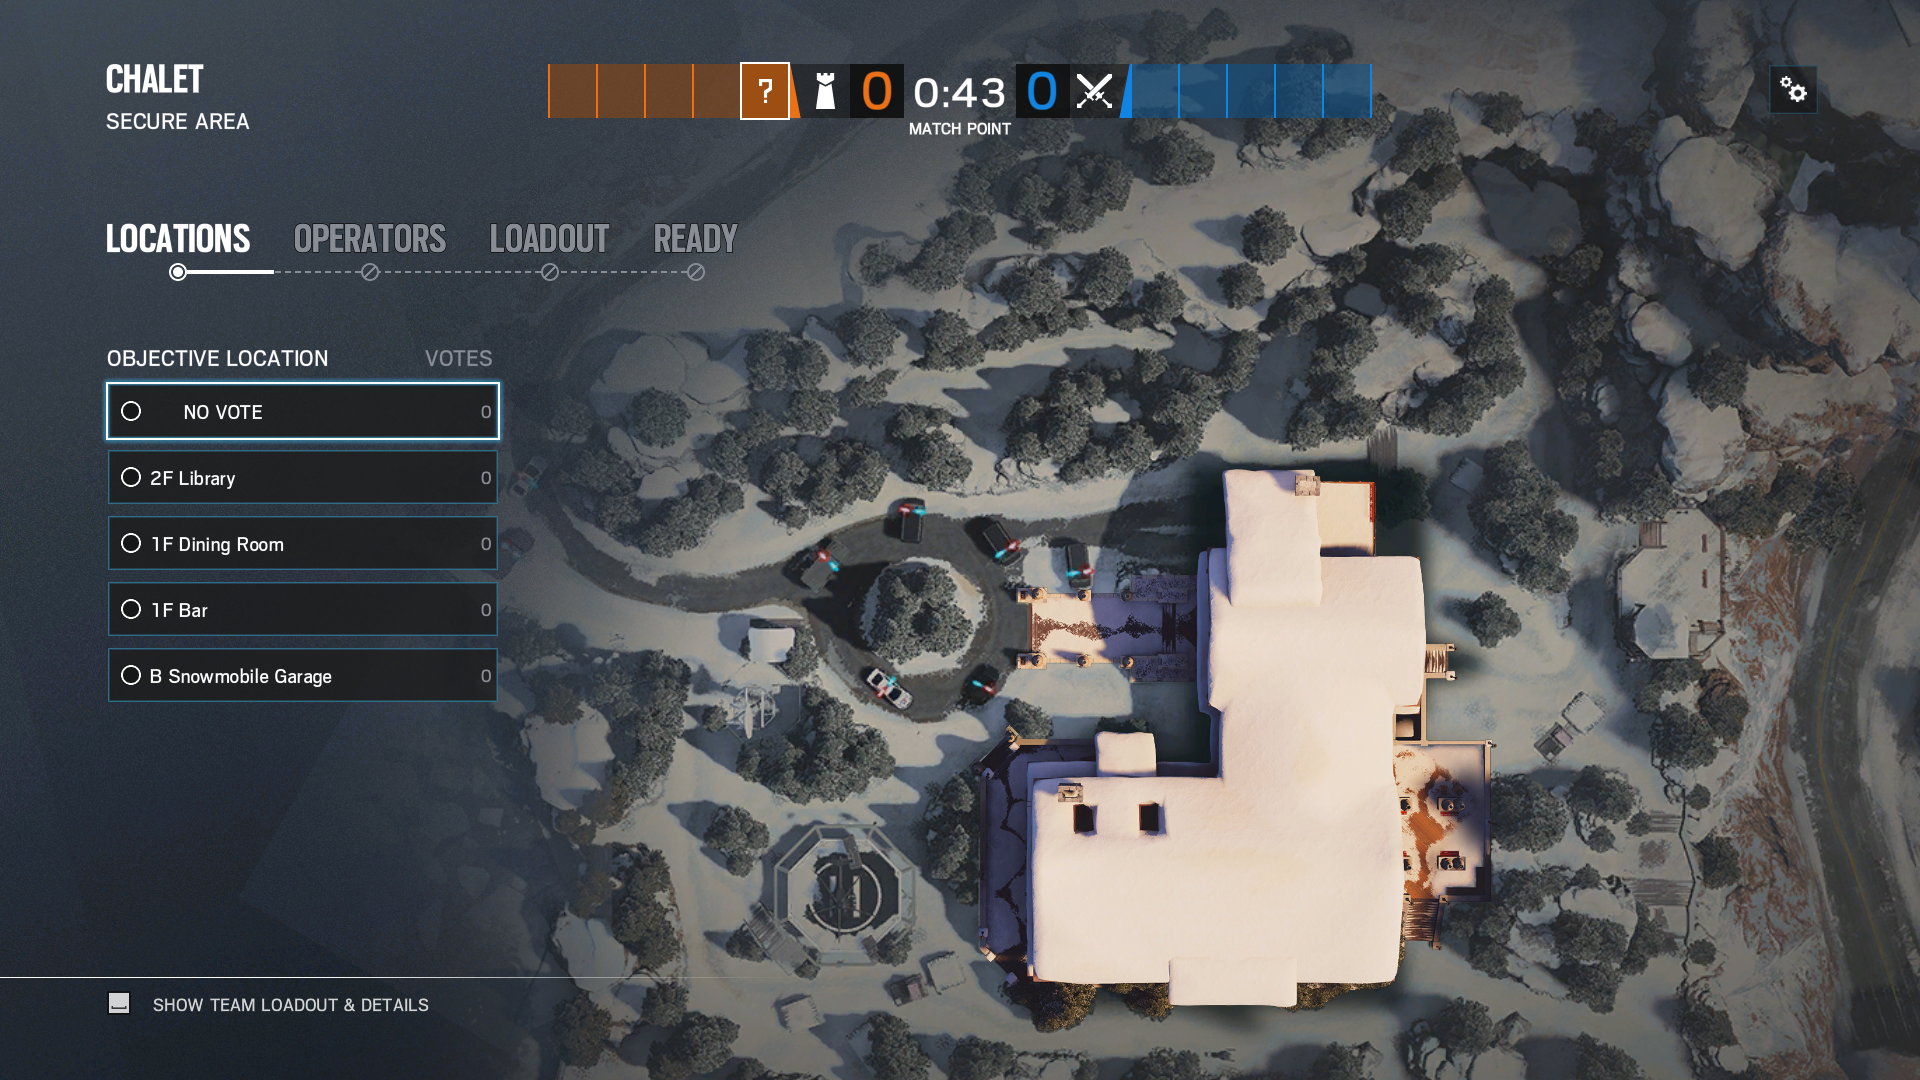 CHALET
SECURE AREA
?
0
0:43
0
MATCH POINT
LOCATIONS
OPERATORS
LOADOUT
READY
OBJECTIVE LOCATION
VOTES
NO VOTE
0
2F Library
0
1F Dining Room
0
1F Bar
0
B Snowmobile Garage
0
SHOW TEAM LOADOUT & DETAILS